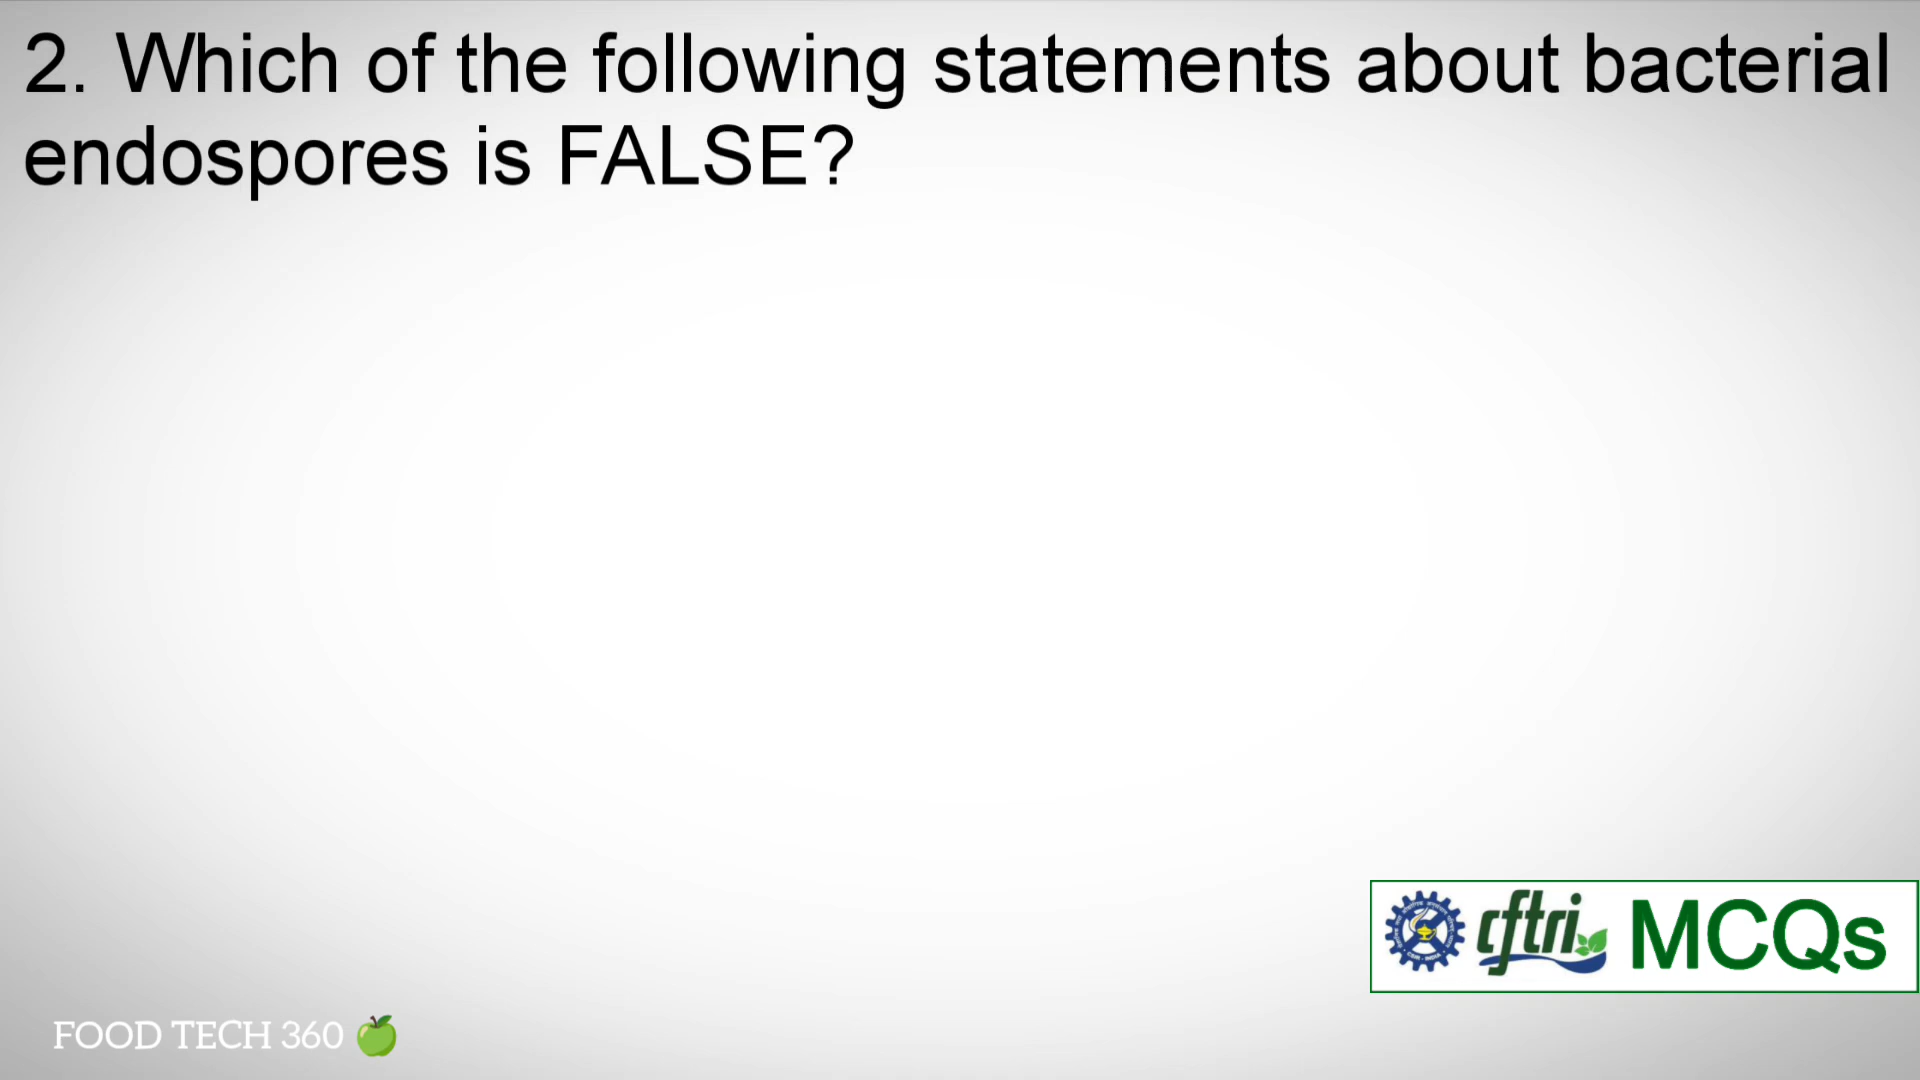 2. Which of the following statements about bacterial
endospores is FALSE?
cftri MCQs
FOOD TECH 360